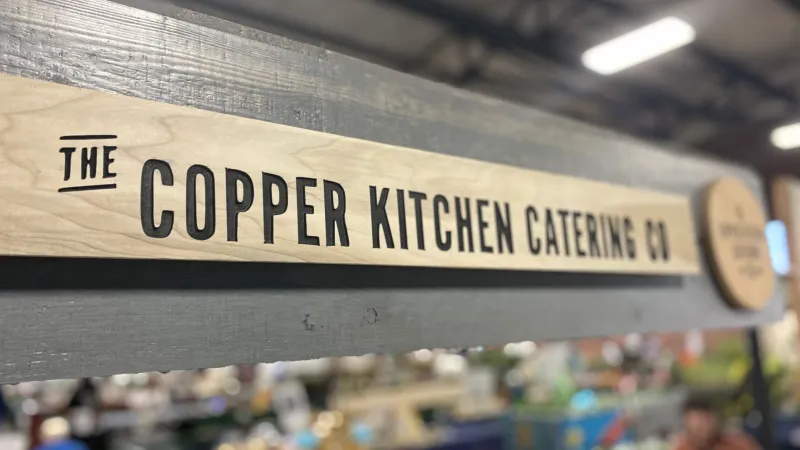 THE COPPER KITCHEN CATERING CO